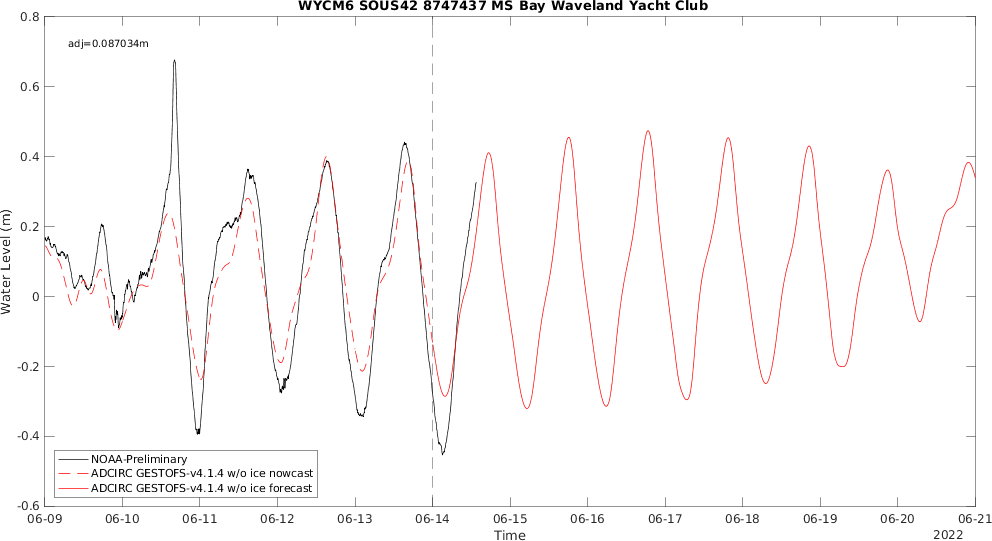 WYCM6 SOUS42 8747437 MS Bay Waveland Yacht Club
adj=0.087034m
Water Level (m)
0.8
0.6
0.4
0.2
0
-0.2
-0.4
-0.6
NOAA-Preliminary
ADCIRC GESTOFS-v4.1.4 w/o ice nowcast
ADCIRC GESTOFS-v4.1.4 w/o ice forecast
06-09 06-10 06-11 06-12 06-13 06-14 06-15 06-16 06-17 06-18 06-19 06-20 06-21
Time
2022